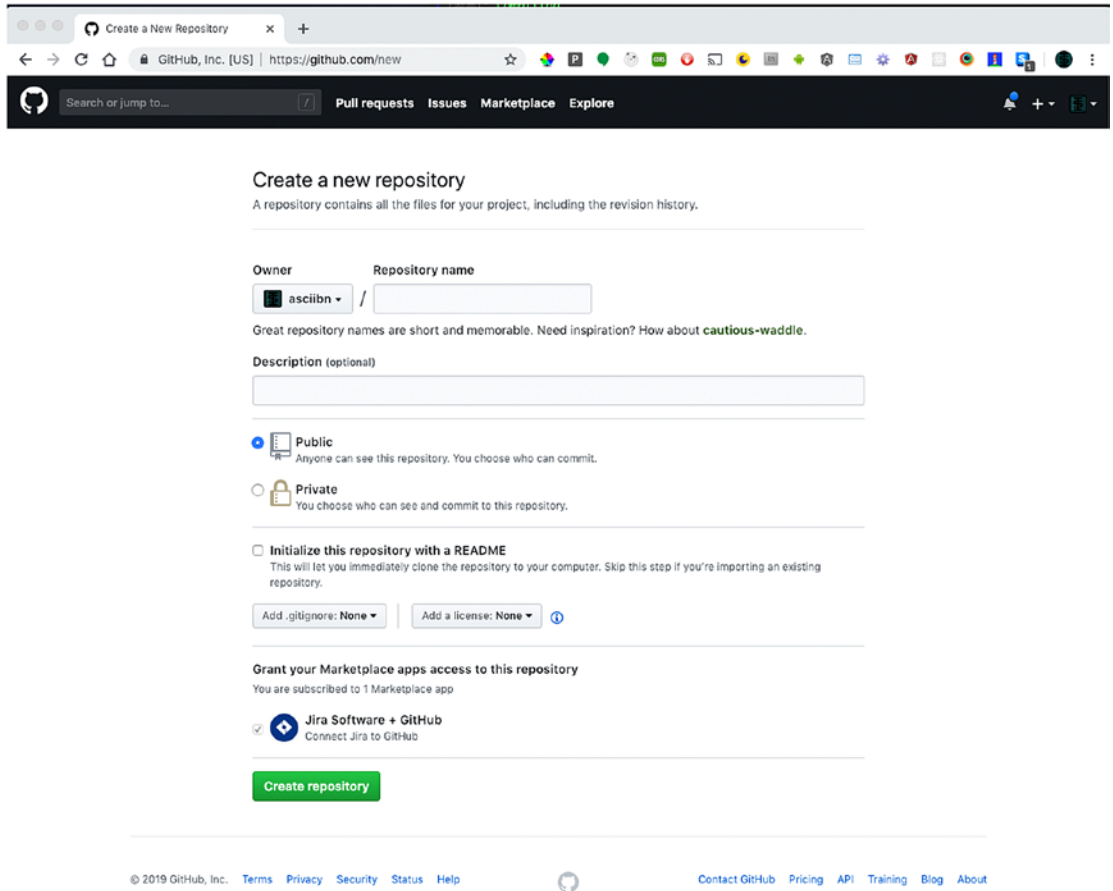 Create a New Repository
GitHub, Inc. [US] | https://github.com/new
Search or jump to... /
Pull requests Issues Marketplace Explore
Create a new repository
A repository contains all the files for your project, including the revision history.
Owner Repository name
asciibn /
Great repository names are short and memorable. Need inspiration? How about cautious-waddle.
Description (optional)
Public
Anyone can see this repository. You choose who can commit.
Private
You choose who can see and commit to this repository.
Initialize this repository with a README
This will let you immediately clone the repository to your computer. Skip this step if you're importing an existing
repository.
Add .gitignore: None Add a license: None
Grant your Marketplace apps access to this repository
You are subscribed to 1 Marketplace app
Jira Software + GitHub
Connect Jira to GitHub
Create repository
© 2019 GitHub, Inc. Terms Privacy Security Status Help Contact GitHub Pricing API Training Blog About